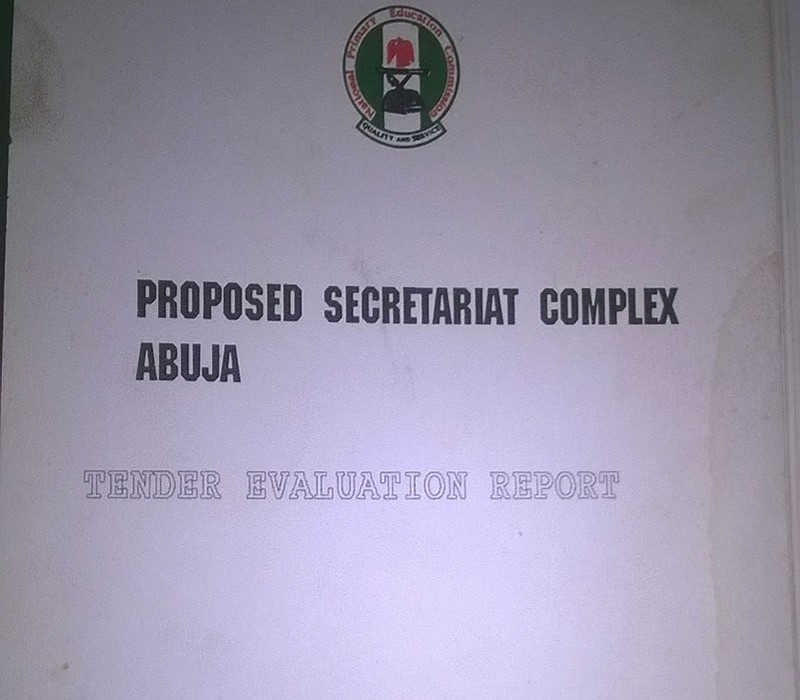 National Primary Education Commission
QUALITY AND SERVICE
PROPOSED SECRETARIAT COMPLEX
ABUJA
TENDER EVALUATION REPORT